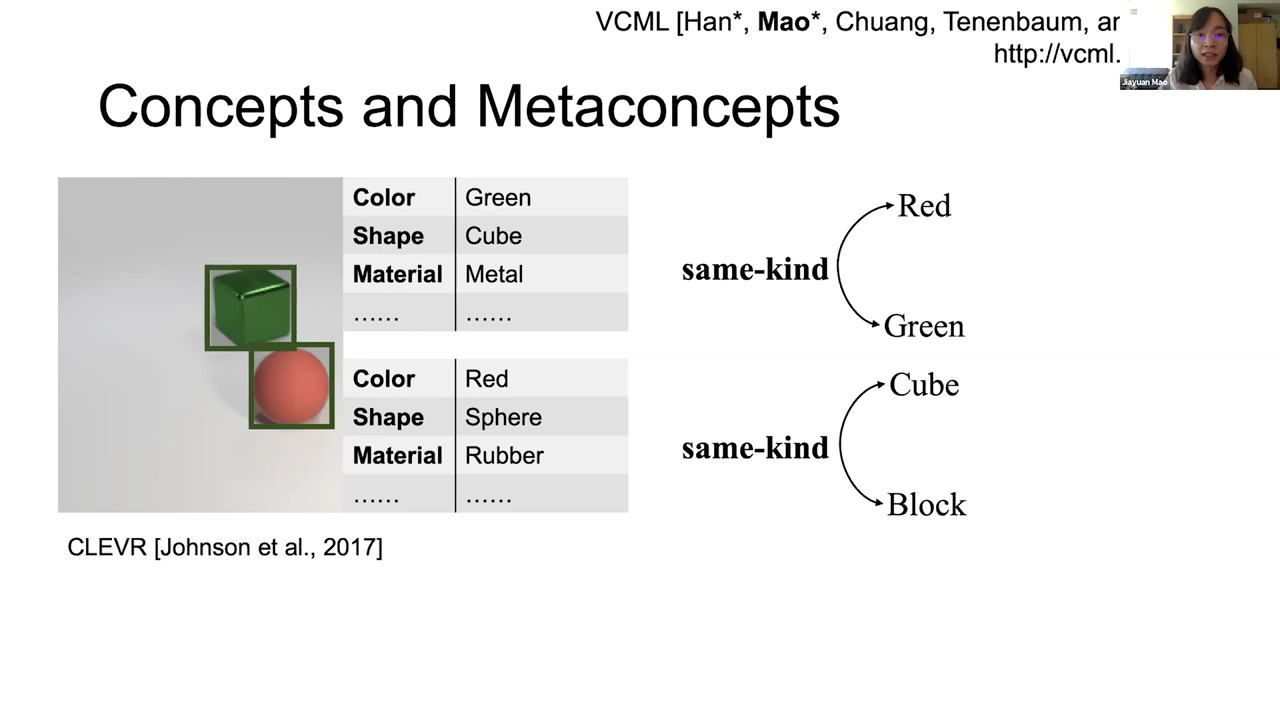 VCML [Han*, Mao*, Chuang, Tenenbaum,
http://vcml.
Jiayuan Mao
Concepts and Metaconcepts
Color Green
Shape Cube
Material Metal
...... ......
Color Red
Shape Sphere
Material Rubber
...... ......
CLEVR [Johnson et al., 2017]
Red
same-kind
Green
Cube
same-kind
Block